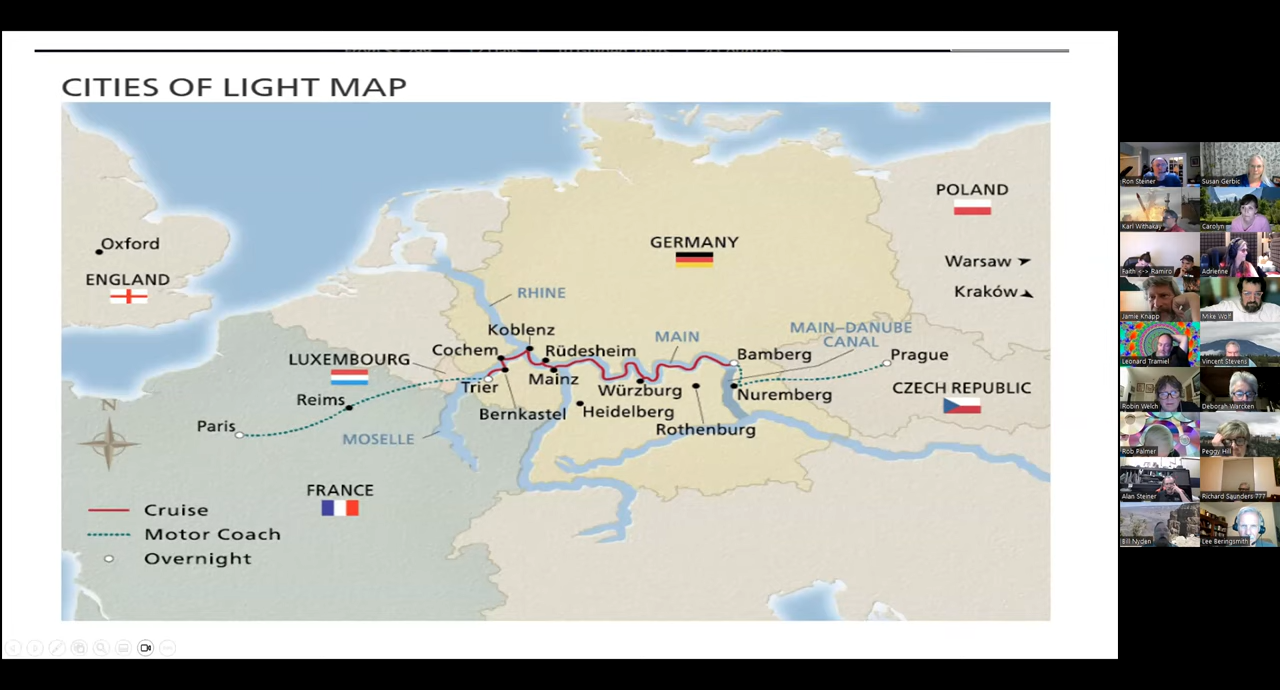 CITIES OF LIGHT MAP
POLAND
Oxford
GERMANY
ENGLAND
Warsaw
RHINE
Kraków
Koblenz
MAIN
MAIN–DANUBE
CANAL
Cochem
Rüdesheim
LUXEMBOURG
Bamberg
Prague
Trier
Mainz
Würzburg
Nuremberg
CZECH REPUBLIC
Reims
N
Bernkastel
Heidelberg
Paris
MOSELLE
Rothenburg
FRANCE
Cruise
Motor Coach
Overnight
Ron Steiner
Susan Gerbic
Karl Withakay
Carolyn
Faith <-> Ramiro
Adrienne
Jamie Knapp
Mike Wolf
Leonard Tramiel
Vincent Stevens
Robin Welch
Deborah Warcken
Rob Palmer
Peggy Hill
Alan Steiner
Richard Saunders 777
Bill Nyden
Lee Beringsmith